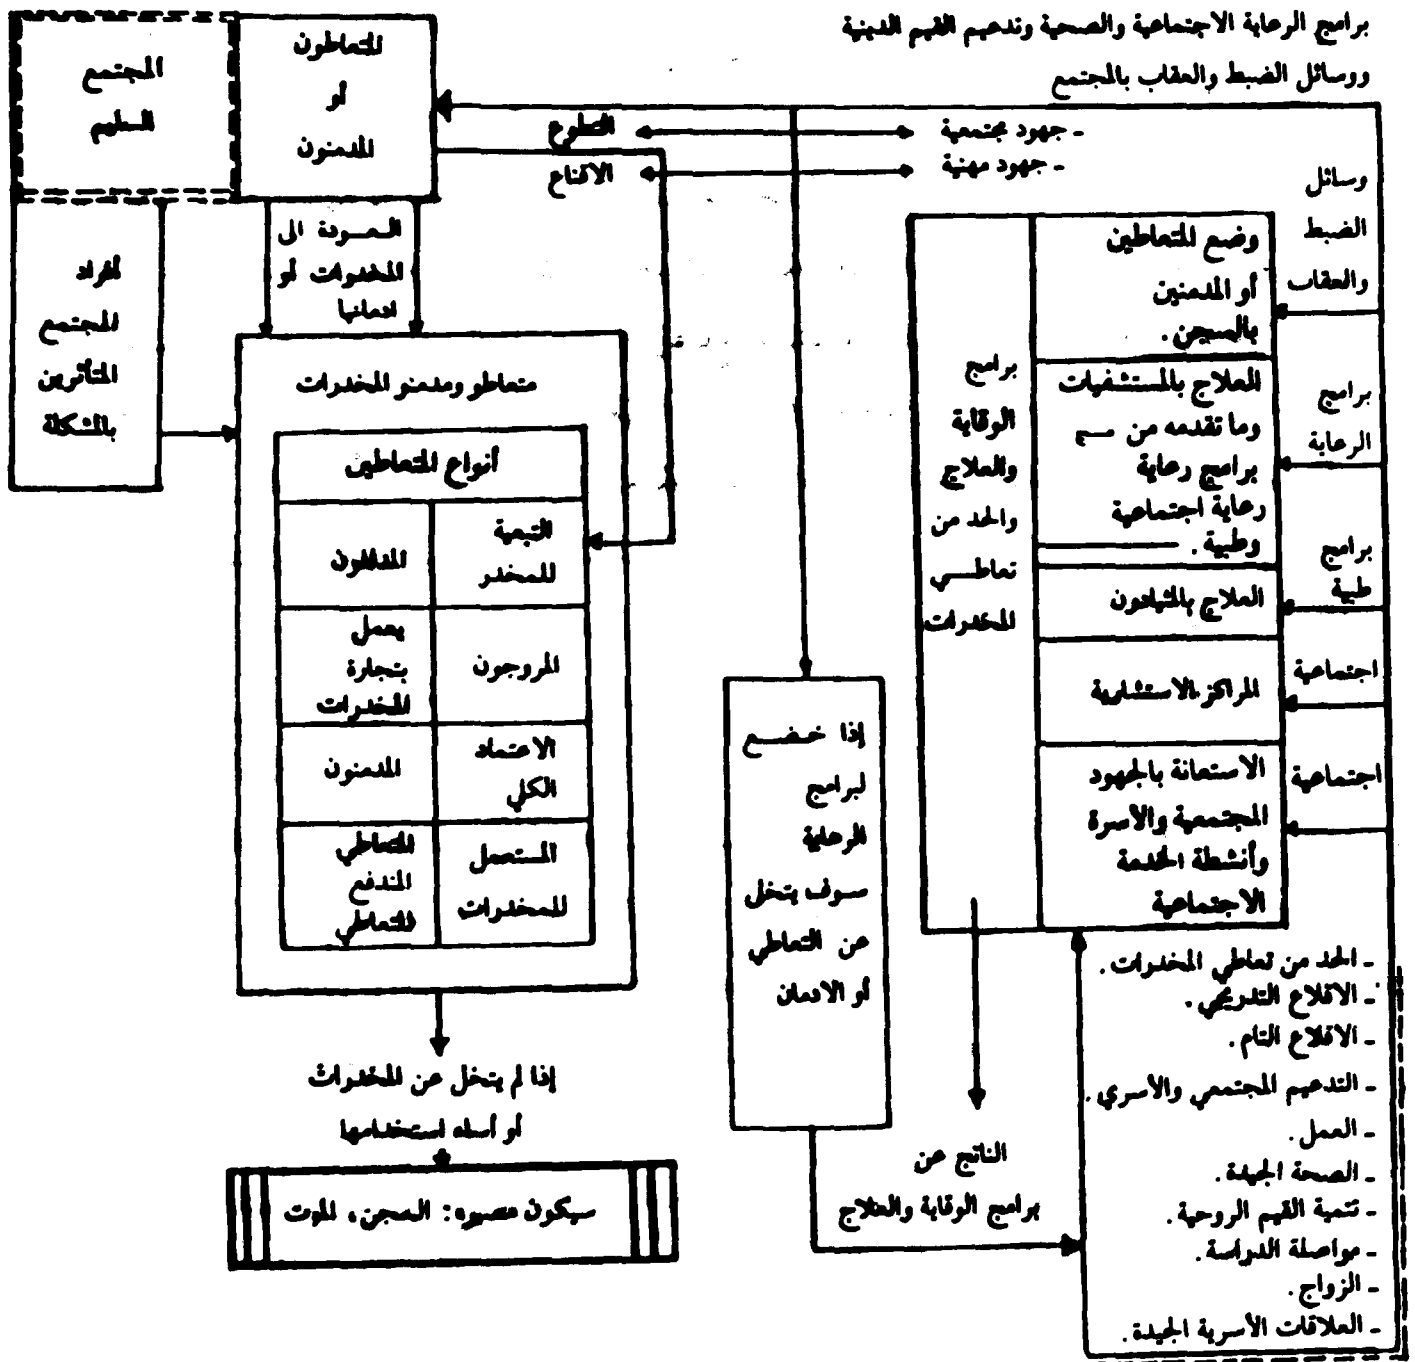 برامج الرعاية الاجتماعية والصحية وتدعيم القيم الدينية
ووسائل الضبط والعقاب بالمجتمع
المجتمع
السليم
المتعاطون
أو
المدمنون
التطوع
- جهود مجتمعية
الاقناع
- جهود مهنية
أفراد
المجتمع
المتأثرين
بالمشكلة
العودة الى
المخدرات أو
ادمانها
متعاطو ومدمنو المخدرات
أنواع المتعاطين
التبعية
للمخدر
المروجون
يعمل
بتجارة
المخدرات
الاعتماد
الكلي
المدمنون
المستعمل
للمخدرات
المتعاطي
المندفع
للتعاطي
إذا لم يتخل عن المخدرات
أو أساء استخدامها
سيكون مصيره: السجن، الموت
إذا خضع
لبرامج
الرعاية
سوف يتخل
عن التعاطي
أو الادمان
برامج
الوقاية
والعلاج
والحد من
تعاطي
المخدرات
وضع المتعاطين
أو المدمنين
بالسجن .
العلاج بالمستشفيات
وما تقدمه من
برامج رعاية
رعاية اجتماعية
وطبية .
العلاج
المراكز الاستشارية
الاستعانة بالجهود
المجتمعية والأسرة
وأنشطة الخدمة
الاجتماعية
وسائل
الضبط
والعقاب
برامج
الرعاية
برامج
طبية
اجتماعية
اجتماعية
الناتج عن
برامج الوقاية والعلاج
- الحد من تعاطي المخدرات .
- الاقلاع التدريجي .
- الاقلاع التام .
- التدعيم المجتمعي والأسري .
- العمل .
- الصحة الجيدة .
- تنمية القيم الروحية .
- مواصلة الدراسة .
- الزواج .
- العلاقات الأسرية الجيدة .